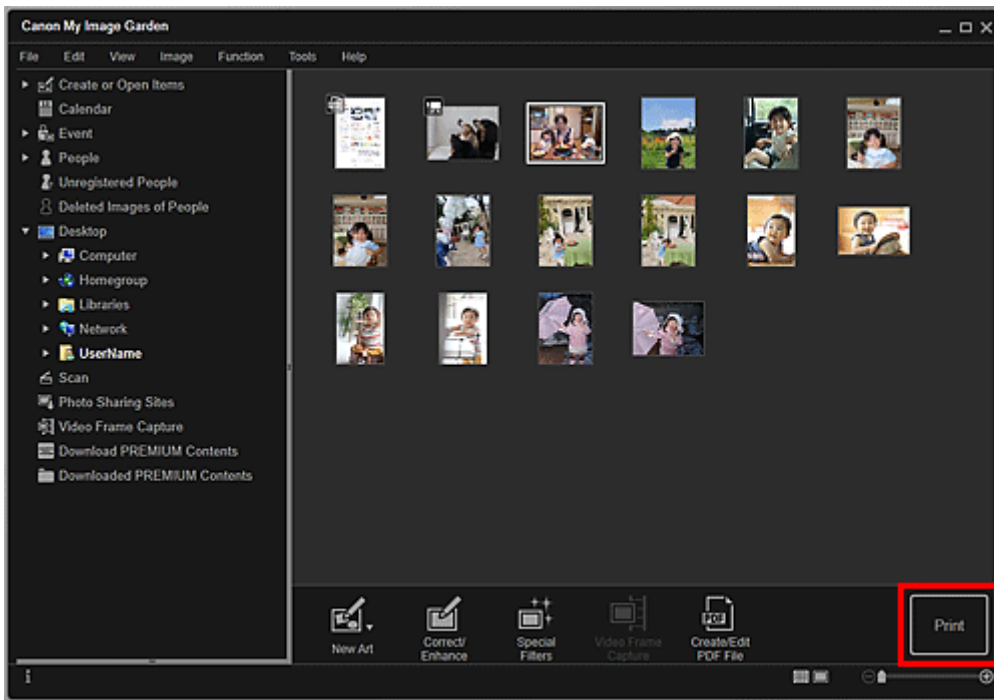 Canon My Image Garden
File Edit View Image Function Tools Help
Create or Open Items
Calendar
Event
People
Unregistered People
Deleted Images of People
Desktop
Computer
Homegroup
Libraries
Network
UserName
Scan
Photo Sharing Sites
Video Frame Capture
Download PREMIUM Contents
Downloaded PREMIUM Contents
New Art
Correct/
Enhance
Special
Filters
Video Frame
Capture
PDF
Create/Edit
PDF File
Print